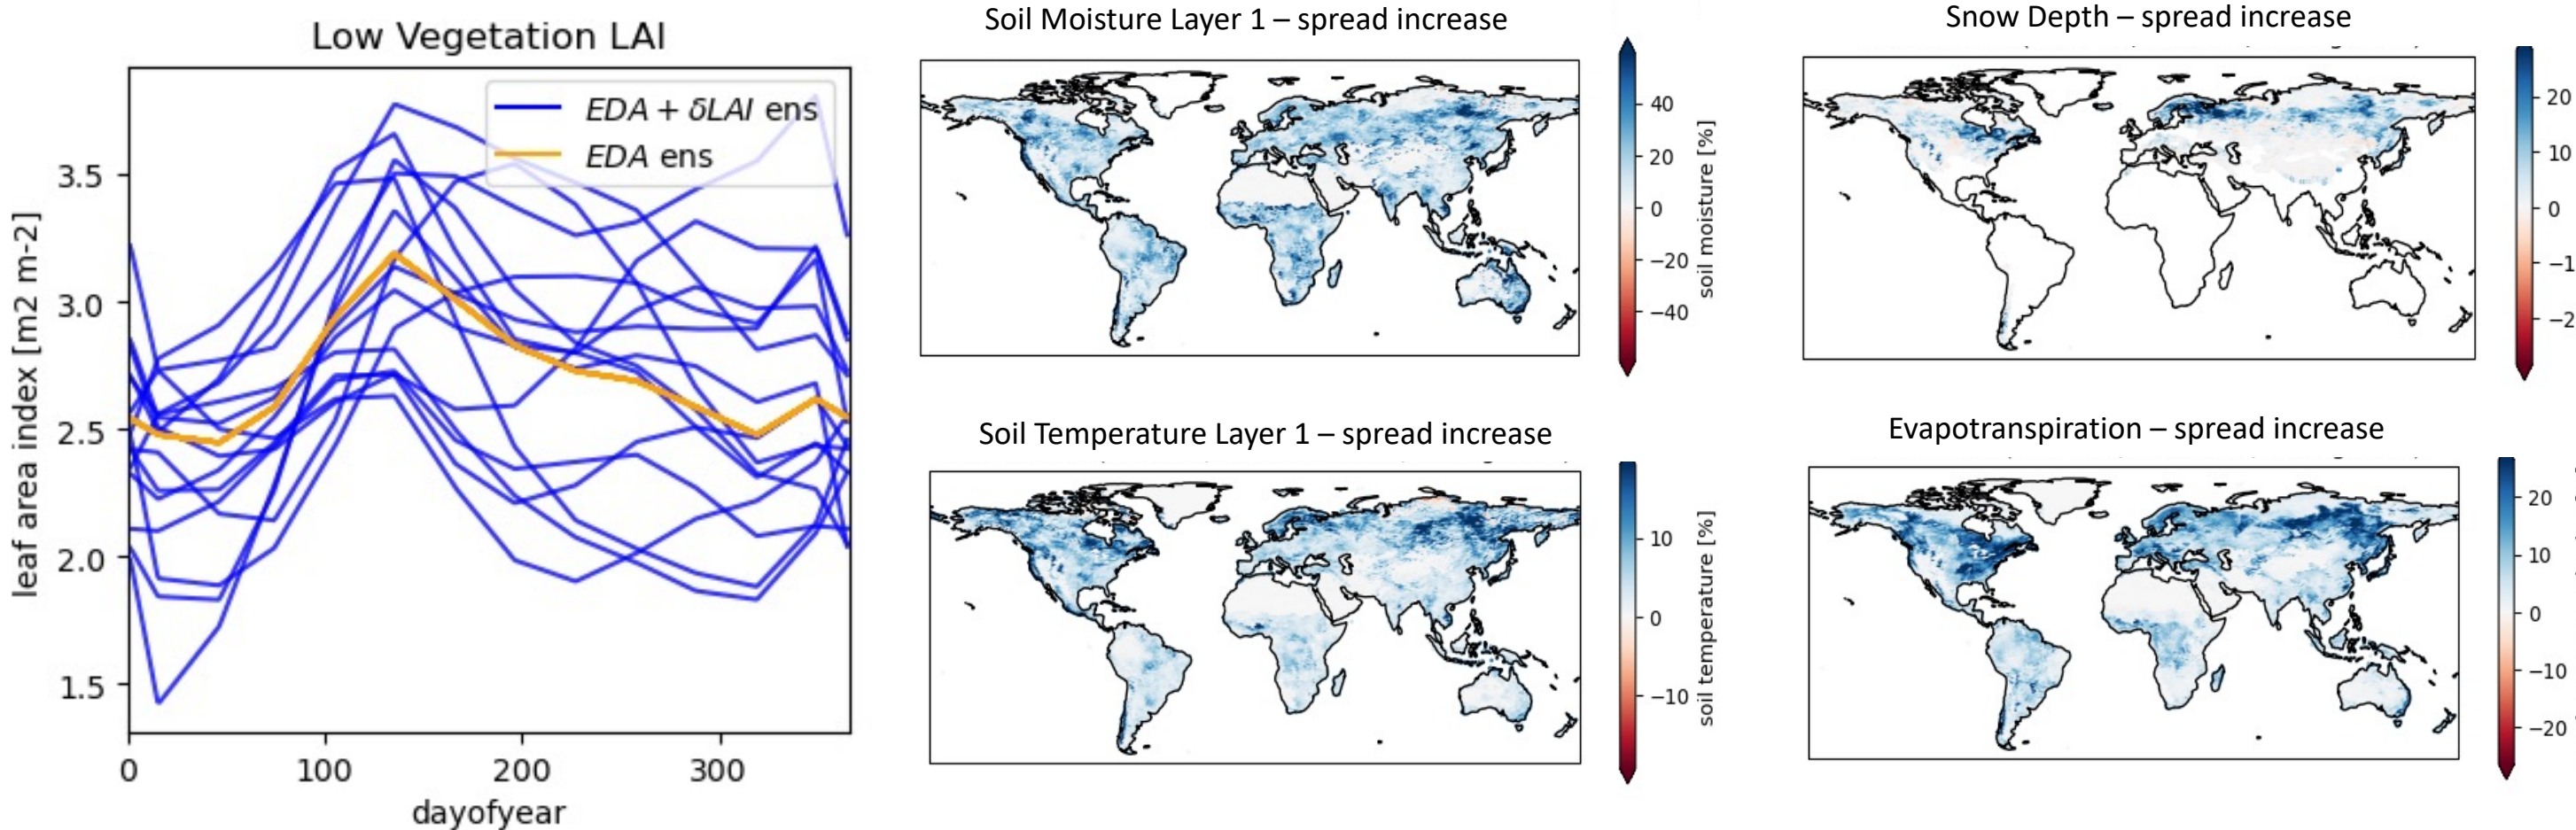 Low Vegetation LAI
EDA + δLAI ens
EDA ens
leaf area index [m2 m-2]
3.5
3.0
2.5
2.0
1.5
0
100
200
300
dayofyear
Soil Moisture Layer 1 – spread increase
40
20
0
−20
−40
soil moisture [%]
Snow Depth – spread increase
20
10
0
−1
−2
Soil Temperature Layer 1 – spread increase
10
0
−10
soil temperature [%]
Evapotranspiration – spread increase
20
10
0
−10
−20